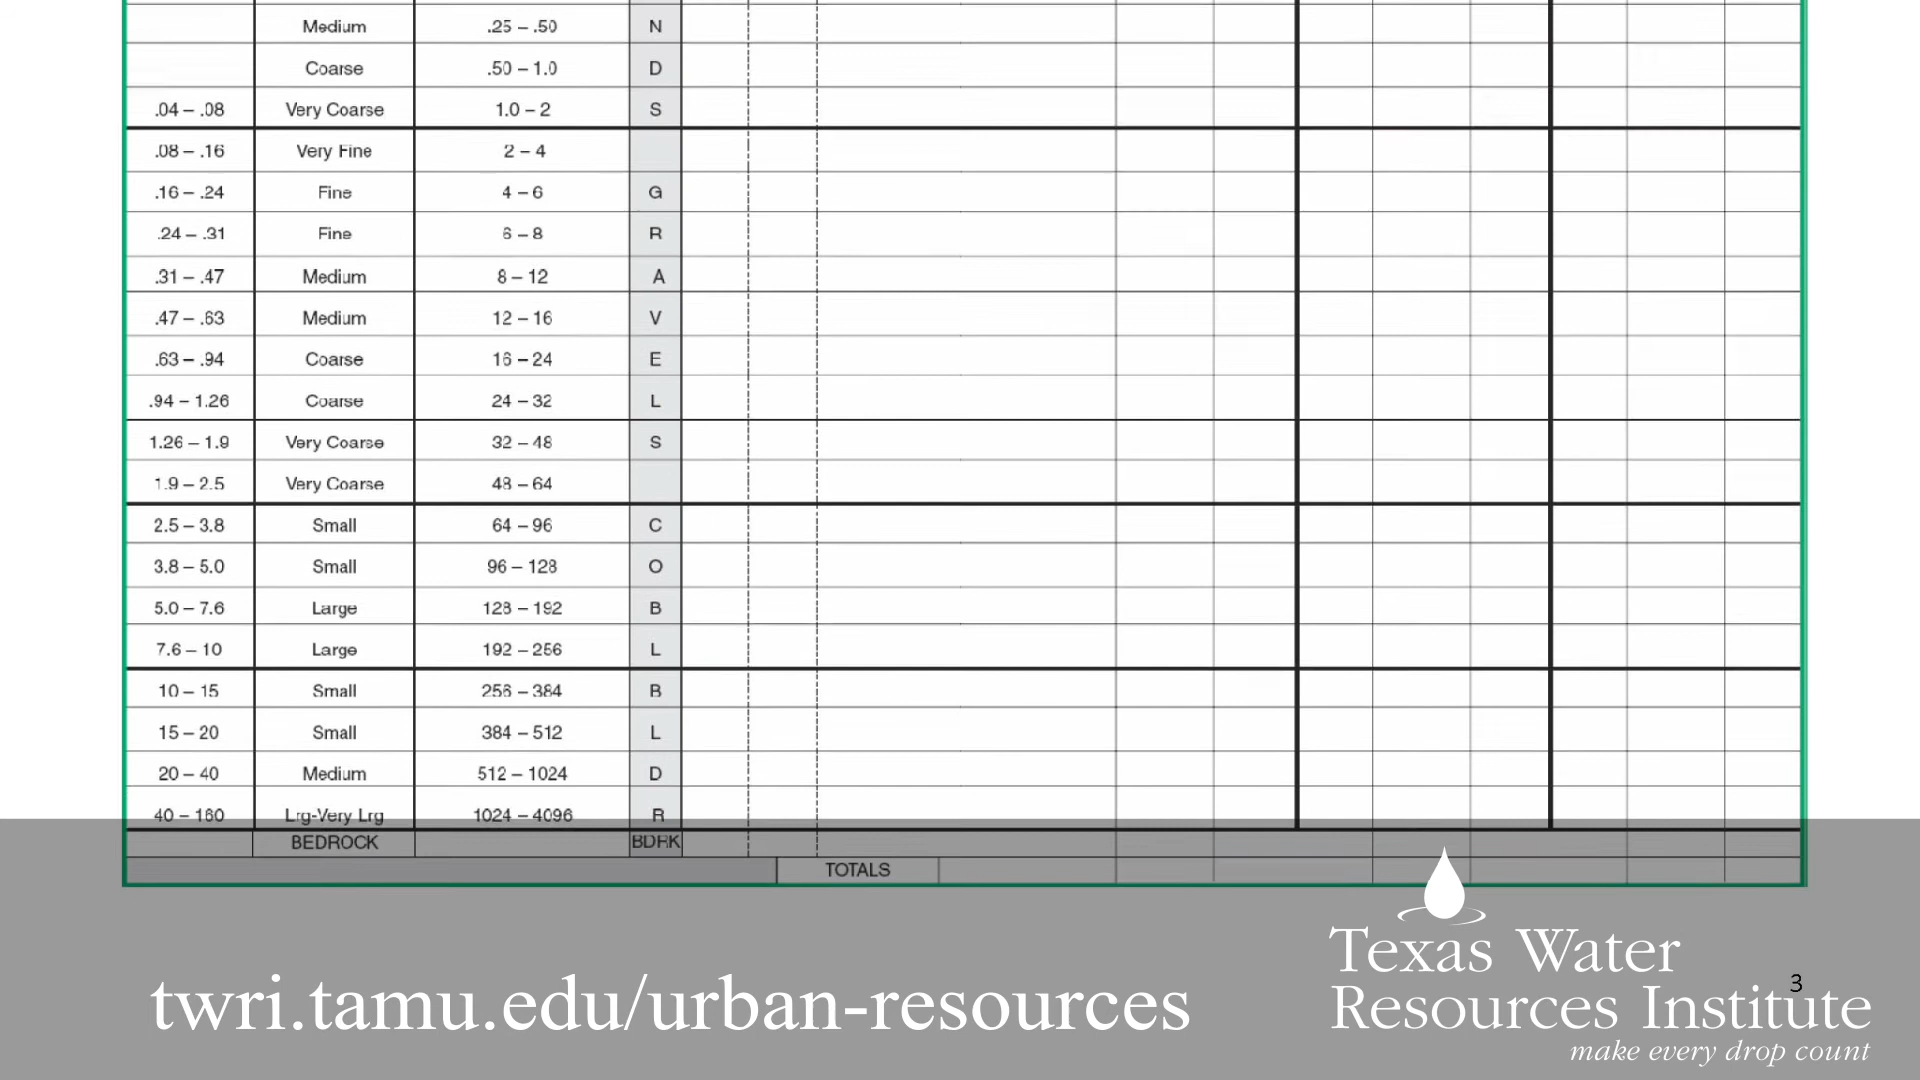 Medium .25 – .50 N
Coarse .50 – 1.0 D
.04 – .08 Very Coarse 1.0 – 2 S
.08 – .16 Very Fine 2 – 4
.16 – .24 Fine 4 – 6 G
.24 – .31 Fine 6 – 8 R
.31 – .47 Medium 8 – 12 A
.47 – .63 Medium 12 – 16 V
.63 – .94 Coarse 16 – 24 E
.94 – 1.26 Coarse 24 – 32 L
1.26 – 1.9 Very Coarse 32 – 48 S
1.9 – 2.5 Very Coarse 48 – 64
2.5 – 3.8 Small 64 – 96 C
3.8 – 5.0 Small 96 – 128 O
5.0 – 7.6 Large 128 – 192 B
7.6 – 10 Large 192 – 256 L
10 – 15 Small 256 – 384 B
15 – 20 Small 384 – 512 L
20 – 40 Medium 512 – 1024 D
40 – 160 Lrg-Very Lrg 1024 – 4096 R
BEDROCK BDRK
TOTALS
twri.tamu.edu/urban-resources
Texas Water
Resources Institute
make every drop count
3